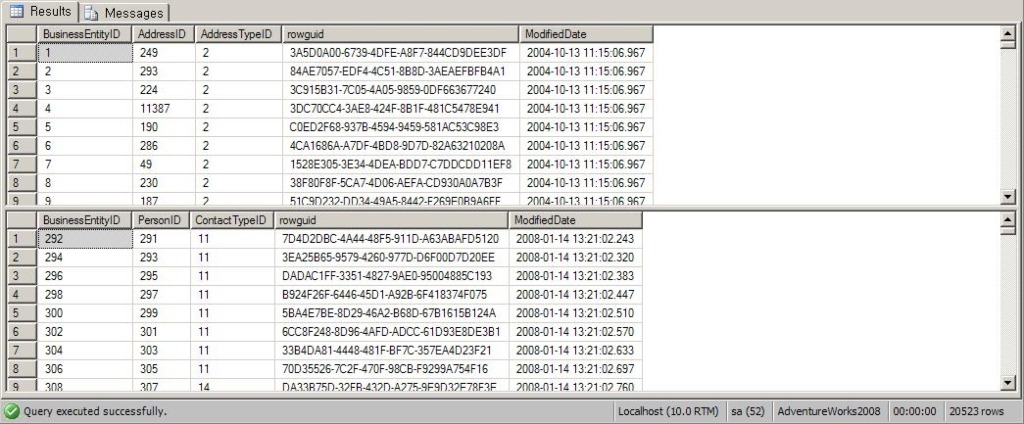 Results Messages
BusinessEntityID AddressID AddressTypeID rowguid ModifiedDate
1 1 249 2 3A5D0A00-6739-4DFE-A8F7-844CD9DEE3DF 2004-10-13 11:15:06.967
2 2 293 2 84AE7057-EDF4-4C51-8B8D-3AEAEFBFB4A1 2004-10-13 11:15:06.967
3 3 224 2 3C915B31-7C05-4A05-9859-0DF663677240 2004-10-13 11:15:06.967
4 4 11387 2 3DC70CC4-3AE8-424F-8B1F-481C5478E941 2004-10-13 11:15:06.967
5 5 190 2 C0ED2F68-937B-4594-9459-581AC53C98E3 2004-10-13 11:15:06.967
6 6 286 2 4CA1686A-A7DF-4BD8-9D7D-82A63210208A 2004-10-13 11:15:06.967
7 7 49 2 1528E305-3E34-4DEA-BDD7-C7DDCDD11EF8 2004-10-13 11:15:06.967
8 8 230 2 38F80F8F-5CA7-4D06-AEFA-CD930A0A7B3F 2004-10-13 11:15:06.967
9 9 187 2 51C9D232-DD34-49A5-8442-F269F0B9A6FF 2004-10-13 11:15:06.967
BusinessEntityID PersonID ContactTypeID rowguid ModifiedDate
1 292 291 11 7D4D2DBC-4A44-48F5-911D-A63ABAFD5120 2008-01-14 13:21:02.243
2 294 293 11 3EA25B65-9579-4260-977D-D6F00D7D20EE 2008-01-14 13:21:02.320
3 296 295 11 DADAC1FF-3351-4827-9AE0-95004885C193 2008-01-14 13:21:02.383
4 298 297 11 B924F26F-6446-45D1-A92B-6F418374F075 2008-01-14 13:21:02.447
5 300 299 11 5BA4E7BE-8D29-46A2-B68D-67B1615B124A 2008-01-14 13:21:02.510
6 302 301 11 6CC8F248-8D96-4AFD-ADCC-61D93E8DE3B1 2008-01-14 13:21:02.570
7 304 303 11 33B4DA81-4448-481F-BF7C-357EA4D23F21 2008-01-14 13:21:02.633
8 306 305 11 70D35526-7C2F-470F-98CB-F9299A754F16 2008-01-14 13:21:02.697
9 308 307 14 2008-01-14 13:21:02.760
Query executed successfully. Localhost (10.0 RTM) sa (52) AdventureWorks2008 00:00:00 20523 rows